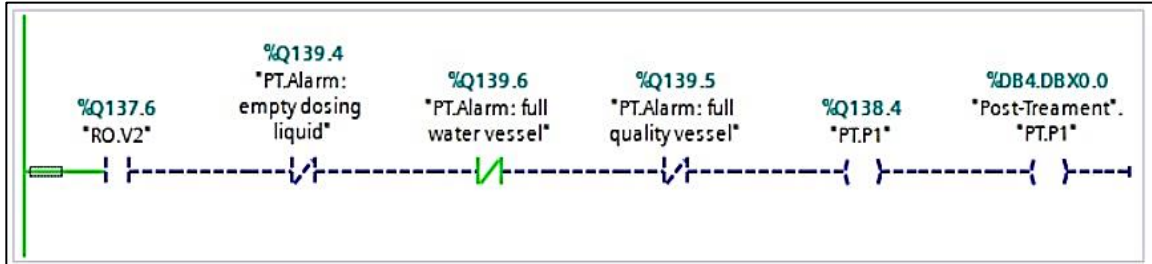 %Q137.6
"RO.V2"
%Q139.4
"PT.Alarm:
empty dosing
liquid"
%Q139.6
"PT.Alarm: full
water vessel"
%Q139.5
"PT.Alarm: full
quality vessel"
%Q138.4
"PT.P1"
%DB4.DBX0.0
"Post-Treament".
"PT.P1"